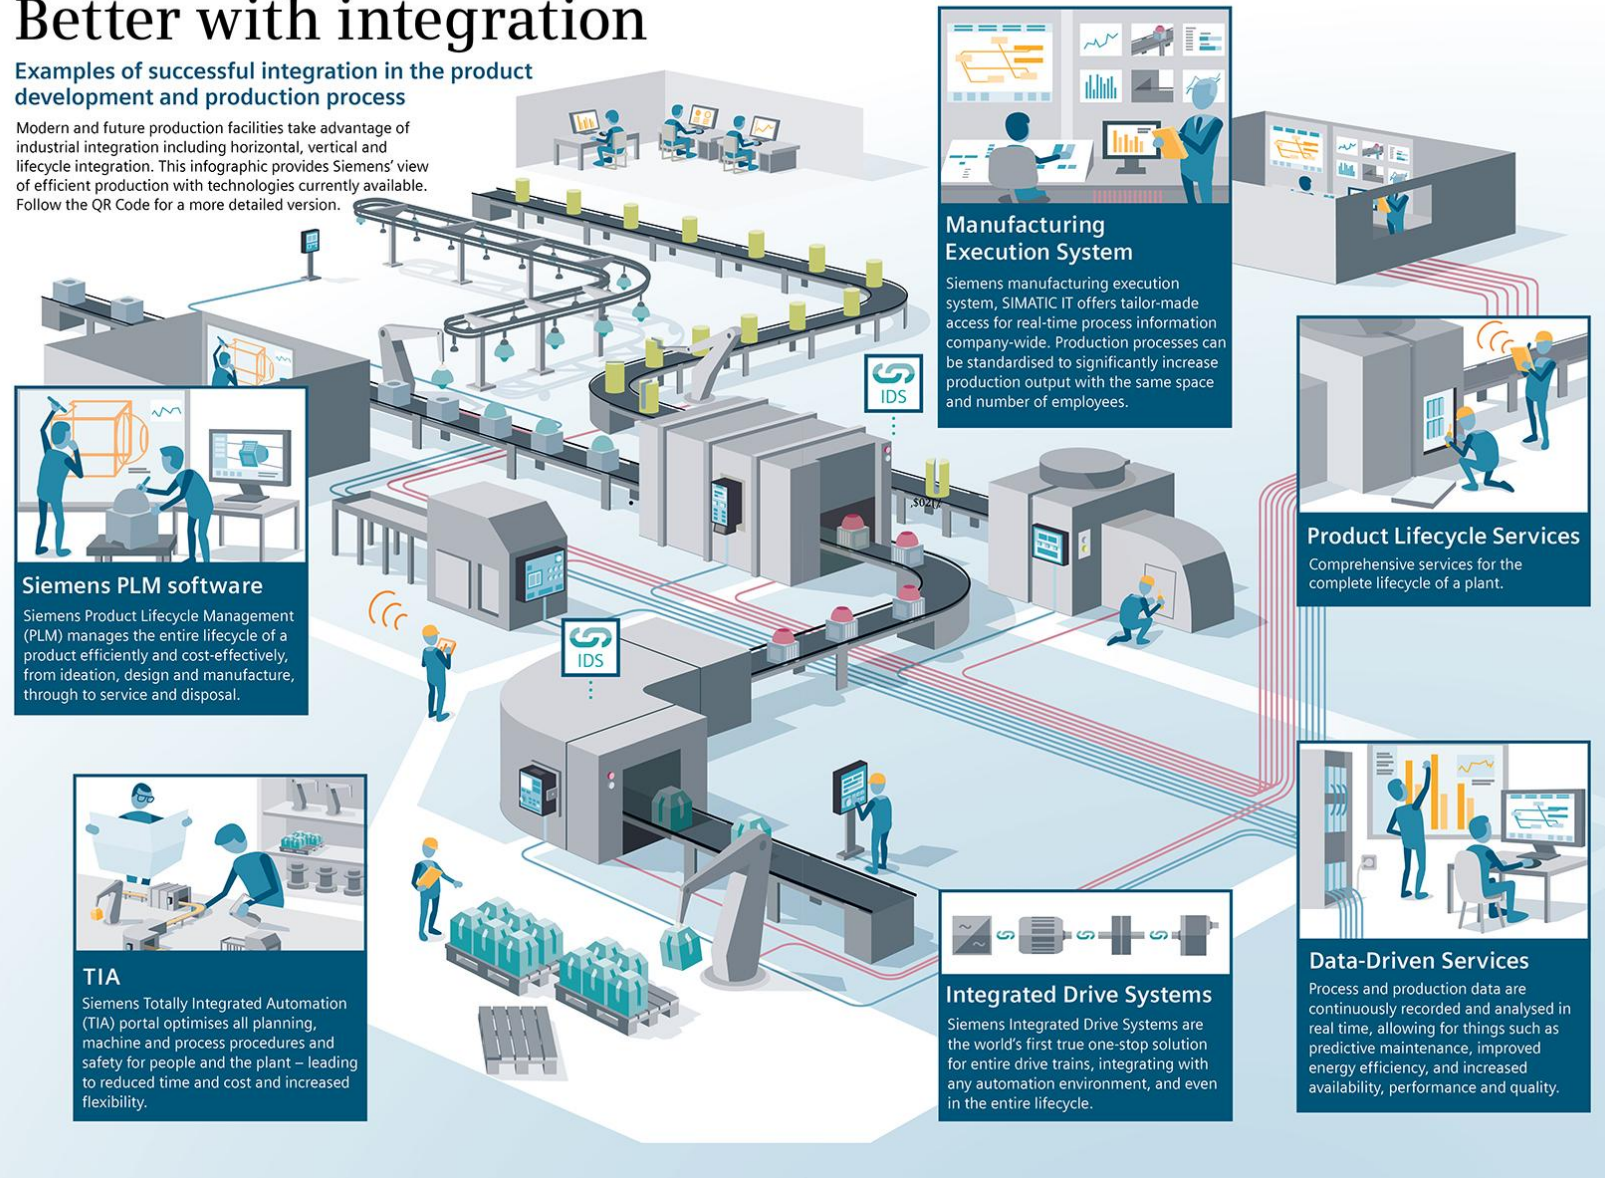 Better with integration
Examples of successful integration in the product
development and production process
Modern and future production facilities take advantage of
industrial integration including horizontal, vertical and
lifecycle integration. This infographic provides Siemens' view
of efficient production with technologies currently available.
Follow the QR Code for a more detailed version.
Manufacturing
Execution System
Siemens manufacturing execution
system, SIMATIC IT offers tailor-made
access for real-time process information
company-wide. Production processes can
be standardised to significantly increase
production output with the same space
and number of employees.
IDS
Product Lifecycle Services
Comprehensive services for the
complete lifecycle of a plant.
Siemens PLM software
Siemens Product Lifecycle Management
(PLM) manages the entire lifecycle of a
product efficiently and cost-effectively,
from ideation, design and manufacture,
through to service and disposal.
IDS
TIA
Siemens Totally Integrated Automation
(TIA) portal optimises all planning,
machine and process procedures and
safety for people and the plant – leading
to reduced time and cost and increased
flexibility.
Integrated Drive Systems
Siemens Integrated Drive Systems are
the world's first true one-stop solution
for entire drive trains, integrating with
any automation environment, and even
in the entire lifecycle.
Data-Driven Services
Process and production data are
continuously recorded and analysed in
real time, allowing for things such as
predictive maintenance, improved
energy efficiency, and increased
availability, performance and quality.